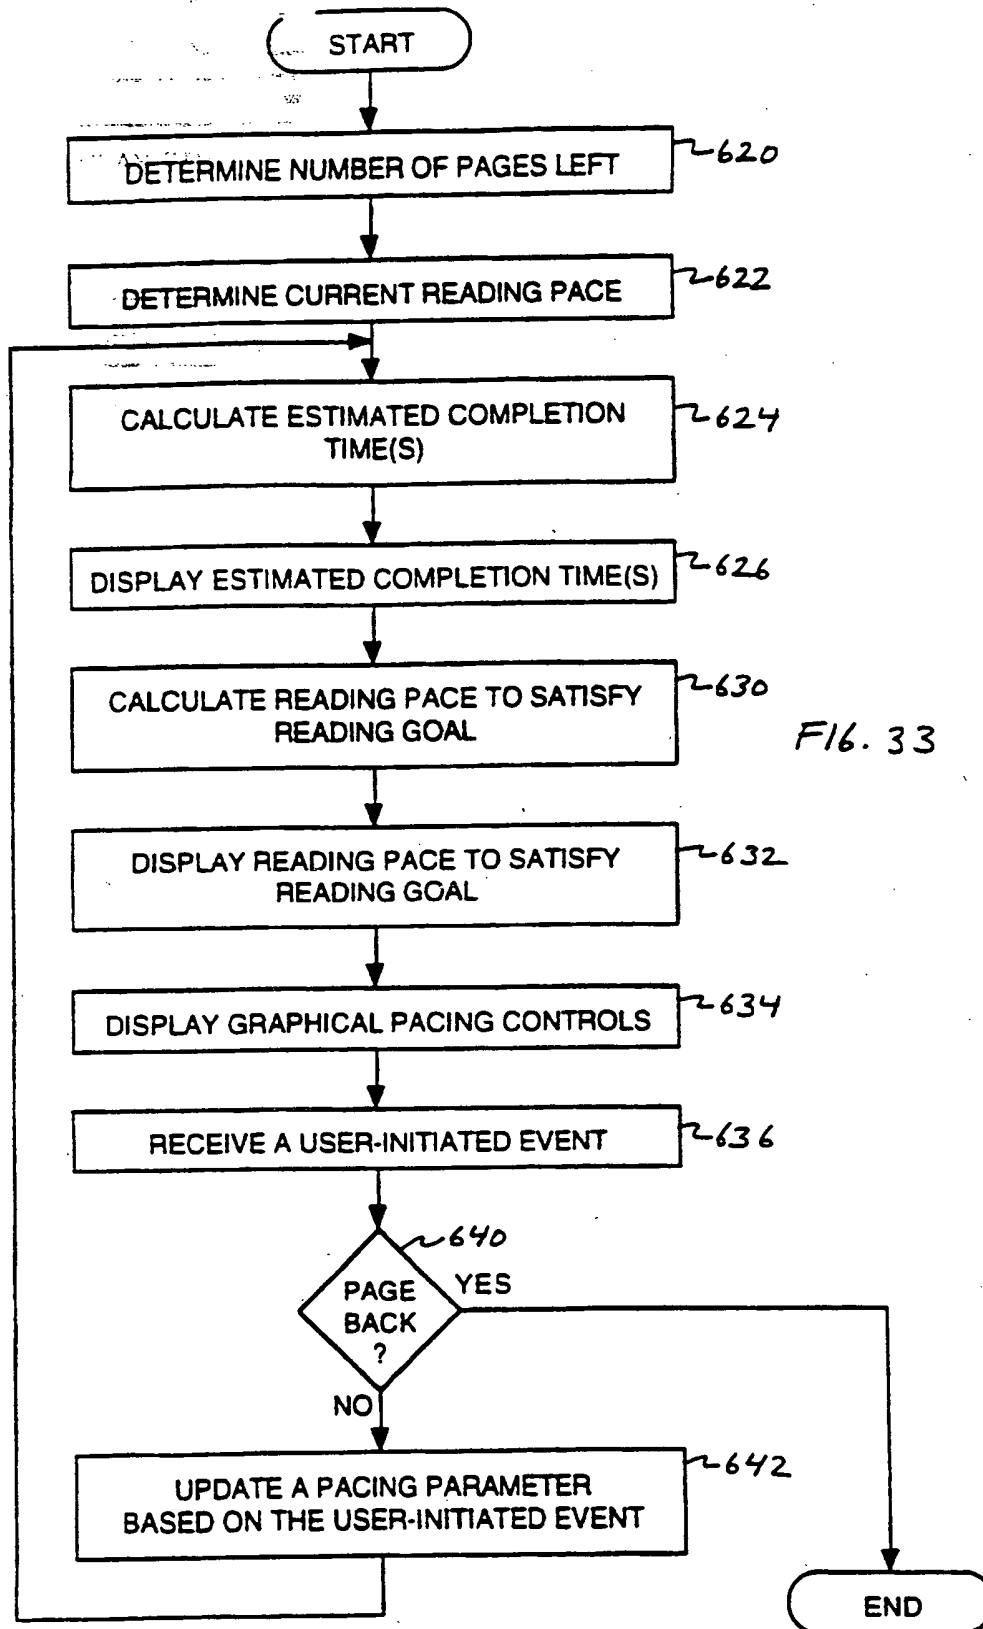 START
DETERMINE NUMBER OF PAGES LEFT
620
DETERMINE CURRENT READING PACE
622
CALCULATE ESTIMATED COMPLETION
TIME(S)
624
DISPLAY ESTIMATED COMPLETION TIME(S)
626
CALCULATE READING PACE TO SATISFY
READING GOAL
630
FIG. 33
DISPLAY READING PACE TO SATISFY
READING GOAL
632
DISPLAY GRAPHICAL PACING CONTROLS
634
RECEIVE A USER-INITIATED EVENT
636
640
PAGE
BACK
?
YES
NO
UPDATE A PACING PARAMETER
BASED ON THE USER-INITIATED EVENT
642
END